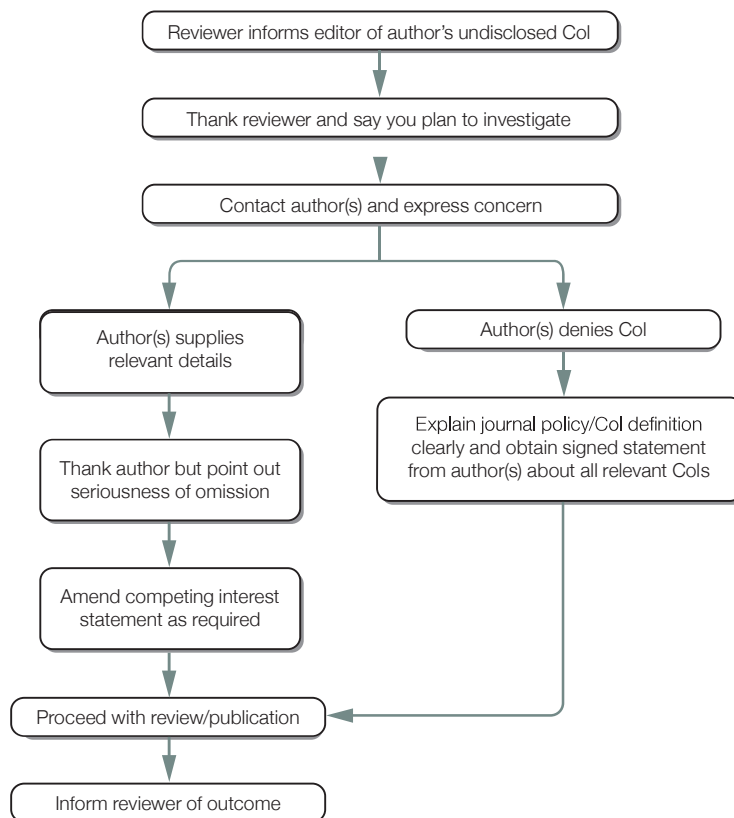 Reviewer informs editor of author's undisclosed CoI
Thank reviewer and say you plan to investigate
Contact author(s) and express concern
Author(s) supplies
relevant details
Thank author but point out
seriousness of omission
Amend competing interest
statement as required
Author(s) denies CoI
Explain journal policy/CoI definition
clearly and obtain signed statement
from author(s) about all relevant CoIs
Proceed with review/publication
Inform reviewer of outcome